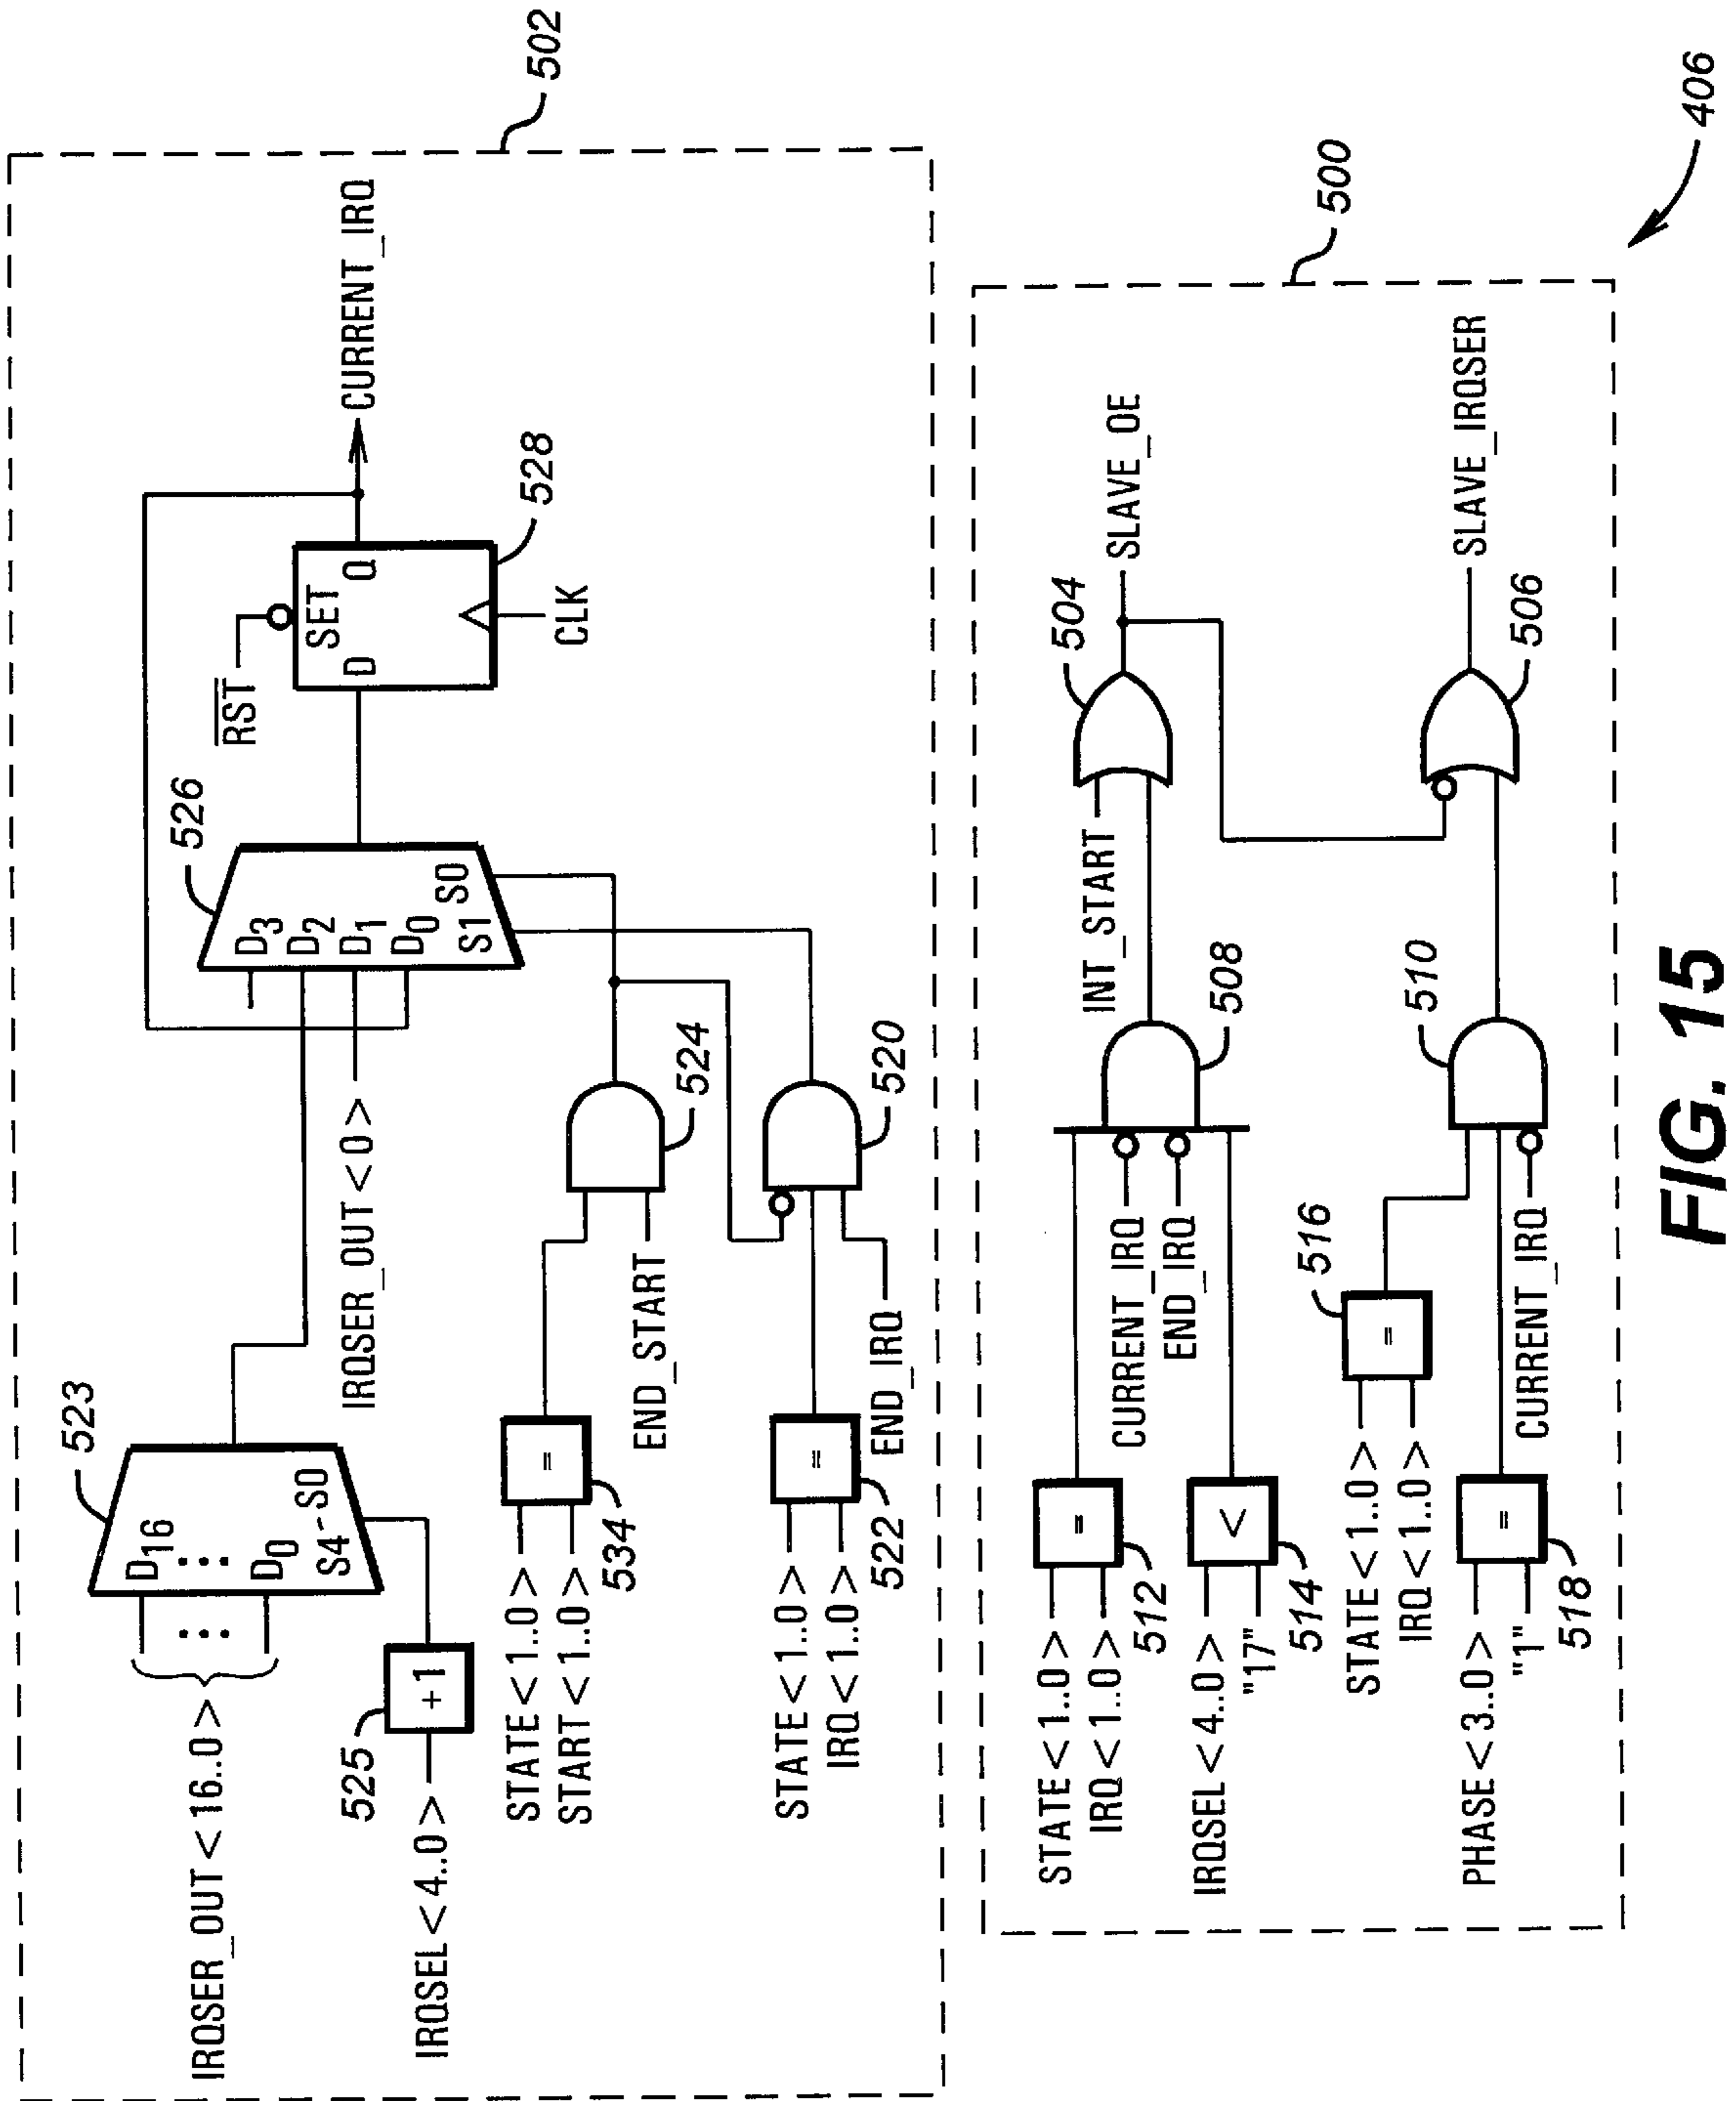 502
523
IRQSER_OUT<16..0>
D16
D0
S4-S0
525
+1
IRQSEL<4..0>
IRQSER_OUT<0>
526
D3
D2
D1
D0
S1
S0
RST
SET
D
Q
CLK
528
CURRENT_IRQ
STATE<1..0>
START<1..0>
=
534
END_START
524
STATE<1..0>
IRQ<1..0>
=
522
END_IRQ
520
500
STATE<1..0>
IRQ<1..0>
=
512
CURRENT_IRQ
END_IRQ
IRQSEL<4..0>
"17"
<
514
508
INT_START
504
SLAVE_OE
STATE<1..0>
IRQ<1..0>
=
516
PHASE<3..0>
"1"
=
518
CURRENT_IRQ
510
506
SLAVE_IRQSER
406
FIG. 15